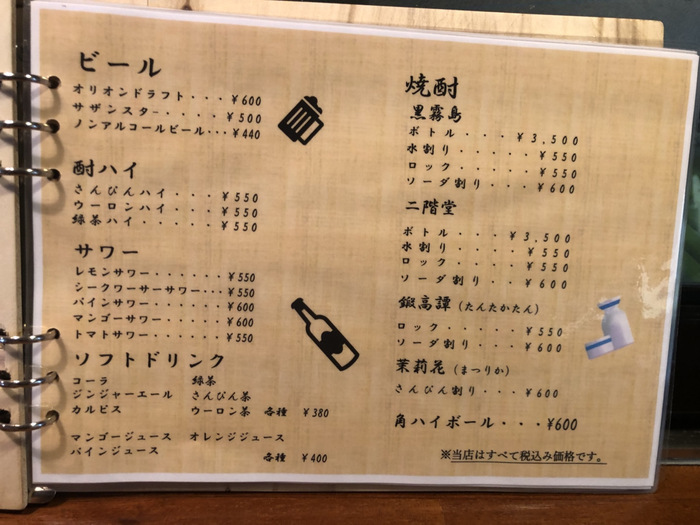 ビール
オリオンドラフト・・・¥600
サザンスター・・・・・¥500
ノンアルコールビール・・・¥440
酎ハイ
さんぴんハイ・・・・¥550
ウーロンハイ・・・・¥550
緑茶ハイ・・・・・・¥550
サワー
レモンサワー・・・・・・¥550
シークワーサーサワー・・・¥550
パインサワー・・・・・・¥600
マンゴーサワー・・・・・¥600
トマトサワー・・・・・・¥550
ソフトドリンク
コーラ 緑茶
ジンジャーエール さんぴん茶
カルピス ウーロン茶 各種 ¥380
マンゴージュース オレンジジュース
パインジュース 各種 ¥400
焼酎
黒霧島
ボトル・・・・¥3,500
水割り・・・・・¥550
ロック・・・・・¥550
ソーダ割り・・・¥600
二階堂
ボトル・・・・¥3,500
水割り・・・・・¥550
ロック・・・・・¥550
ソーダ割り・・・¥600
鍛高譚(たんたかたん)
ロック・・・・・¥550
ソーダ割り・・・¥600
茉莉花(まつりか)
さんぴん割り・・・¥600
角ハイボール・・・¥600
※当店はすべて税込み価格です。